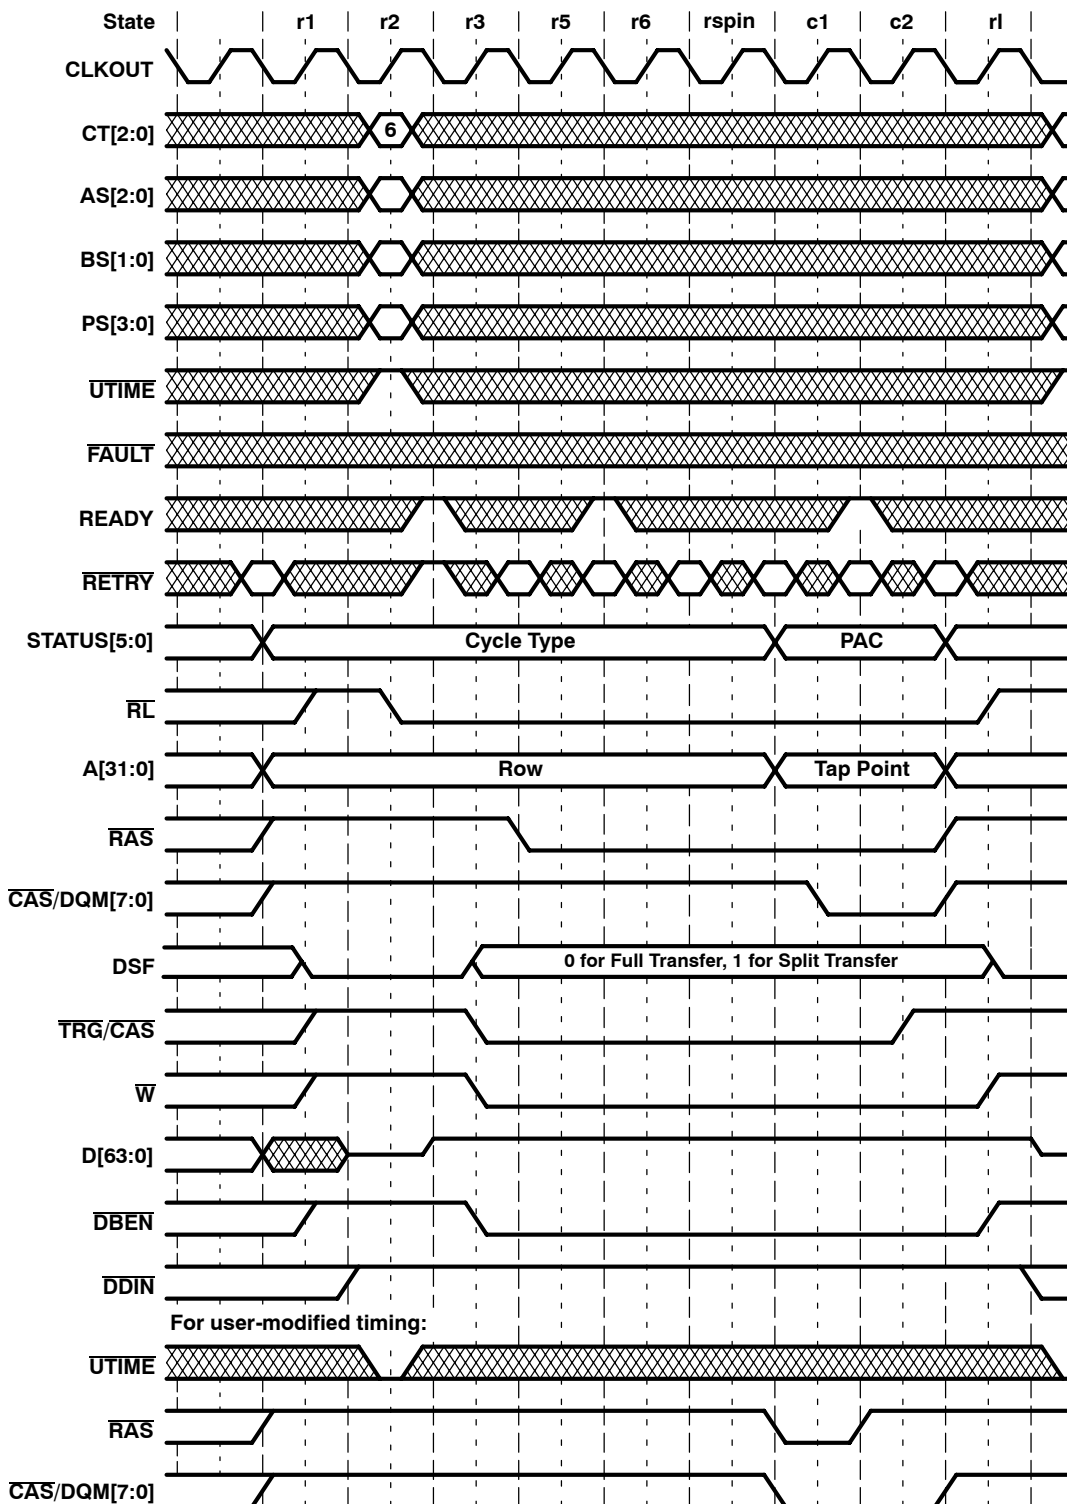 State r1 r2 r3 r5 r6 rspin c1 c2 rl
CLKOUT
CT[2:0] 6
AS[2:0]
BS[1:0]
PS[3:0]
UTIME
FAULT
READY
RETRY
STATUS[5:0] Cycle Type PAC
RL
A[31:0] Row Tap Point
RAS
CAS/DQM[7:0]
DSF 0 for Full Transfer, 1 for Split Transfer
TRG/CAS
W
D[63:0]
DBEN
DDIN
For user-modified timing:
UTIME
RAS
CAS/DQM[7:0]